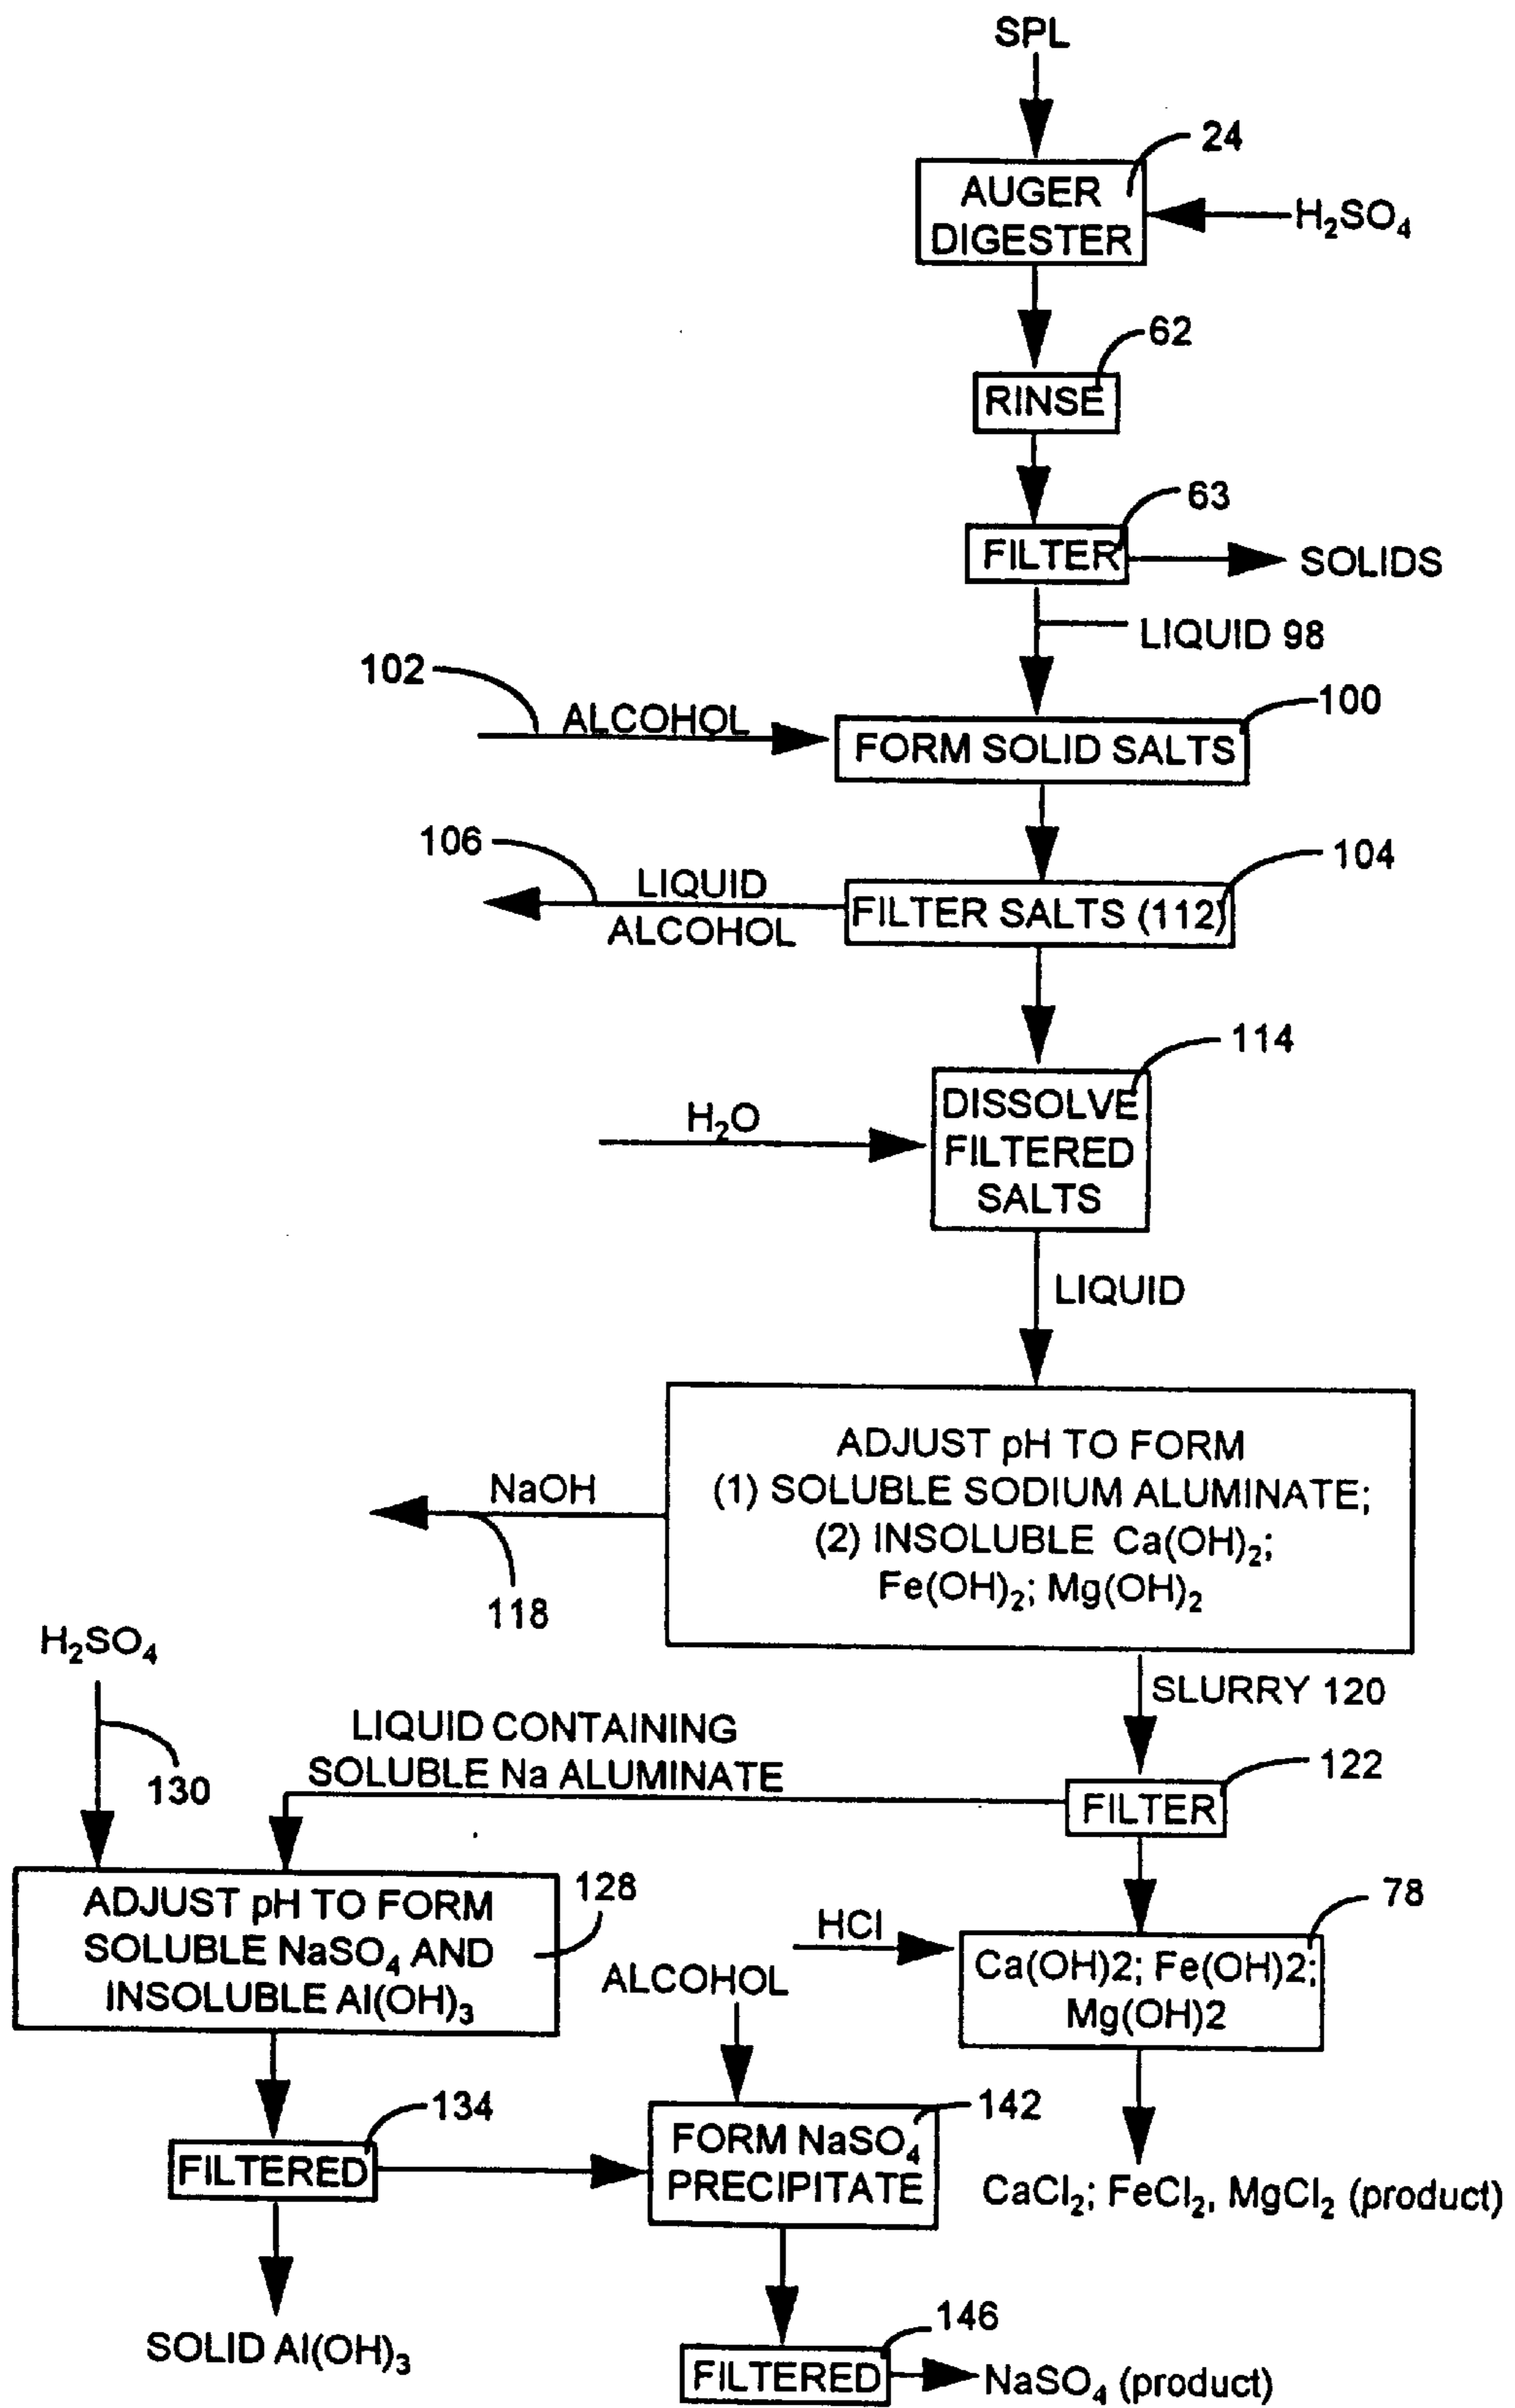 SPL
24
AUGER
DIGESTER
H₂SO₄
62
RINSE
63
FILTER
SOLIDS
LIQUID 98
102
ALCOHOL
100
FORM SOLID SALTS
106
LIQUID
ALCOHOL
104
FILTER SALTS (112)
114
H₂O
DISSOLVE
FILTERED
SALTS
LIQUID
ADJUST pH TO FORM
(1) SOLUBLE SODIUM ALUMINATE;
(2) INSOLUBLE Ca(OH)₂;
Fe(OH)₂; Mg(OH)₂
NaOH
118
H₂SO₄
130
SLURRY 120
LIQUID CONTAINING
SOLUBLE Na ALUMINATE
122
FILTER
ADJUST pH TO FORM
SOLUBLE NaSO₄ AND
INSOLUBLE Al(OH)₃
128
HCl
78
Ca(OH)2; Fe(OH)2;
Mg(OH)2
ALCOHOL
134
FILTERED
142
FORM NaSO₄
PRECIPITATE
CaCl₂; FeCl₂, MgCl₂ (product)
SOLID Al(OH)₃
146
FILTERED
NaSO₄ (product)